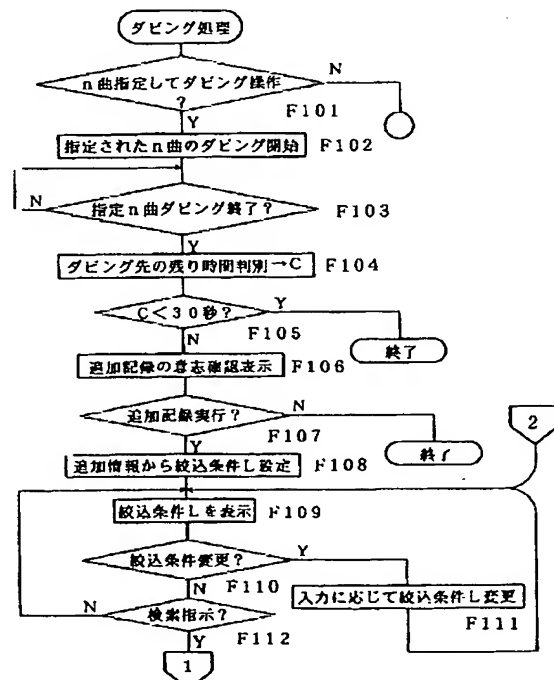 ダビング処理
n曲指定してダビング操作
?
N
F101
Y
指定されたn曲のダビング開始
F102
N
指定n曲ダビング終了?
F103
Y
ダビング先の残り時間判別→C
F104
C<30秒?
Y
F105
N
終了
追加記録の意志確認表示
F106
追加記録実行?
N
F107
2
Y
終了
追加情報から絞込条件し設定
F108
絞込条件Lを表示
F109
絞込条件変更?
Y
N
F110
入力に応じて絞込条件し変更
F111
N
検索指示?
Y
F112
1